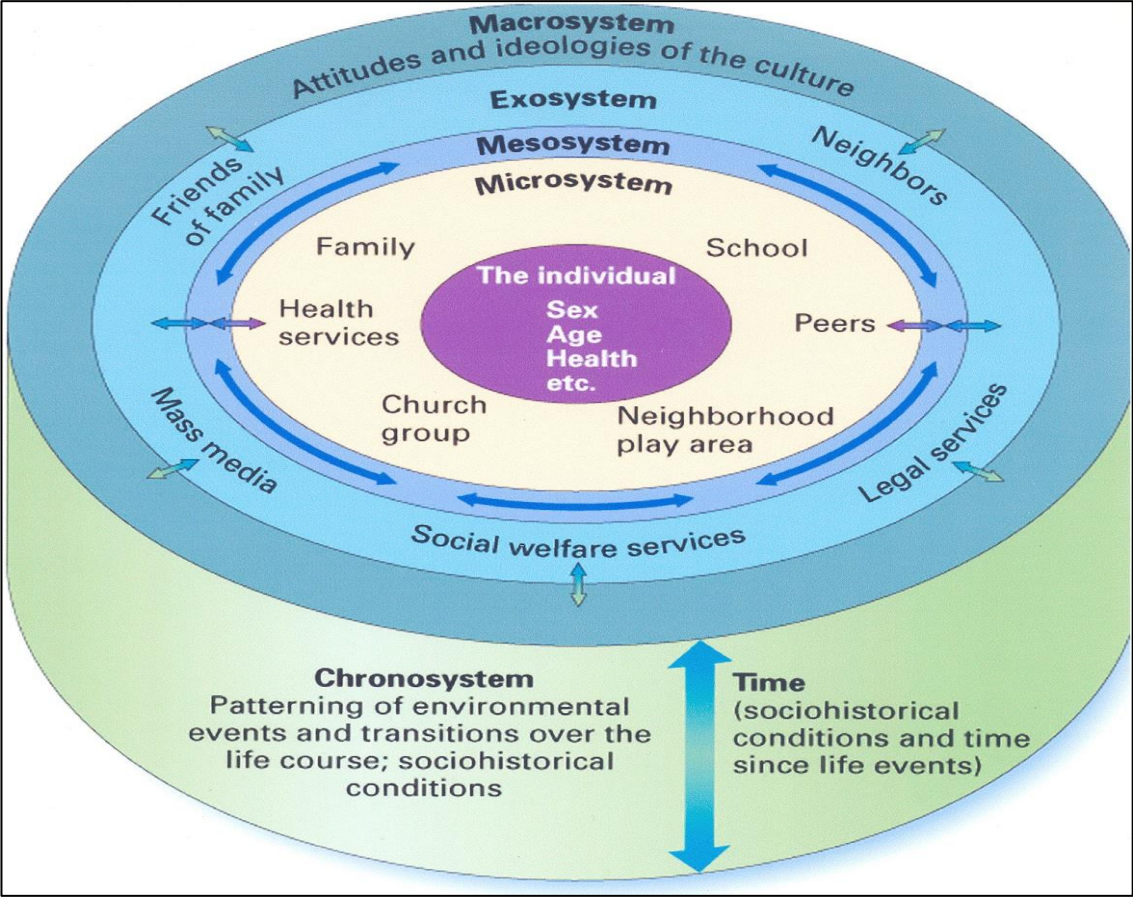 Macrosystem
Attitudes and ideologies of the culture
Exosystem
Mesosystem
Microsystem
Friends
of family
Neighbors
Family
School
The individual
Sex
Age
Health
etc.
Health
services
Peers
Church
group
Neighborhood
play area
Mass media
Legal services
Social welfare services
Chronosystem
Patterning of environmental
events and transitions over the
life course; sociohistorical
conditions
Time
(sociohistorical
conditions and time
since life events)